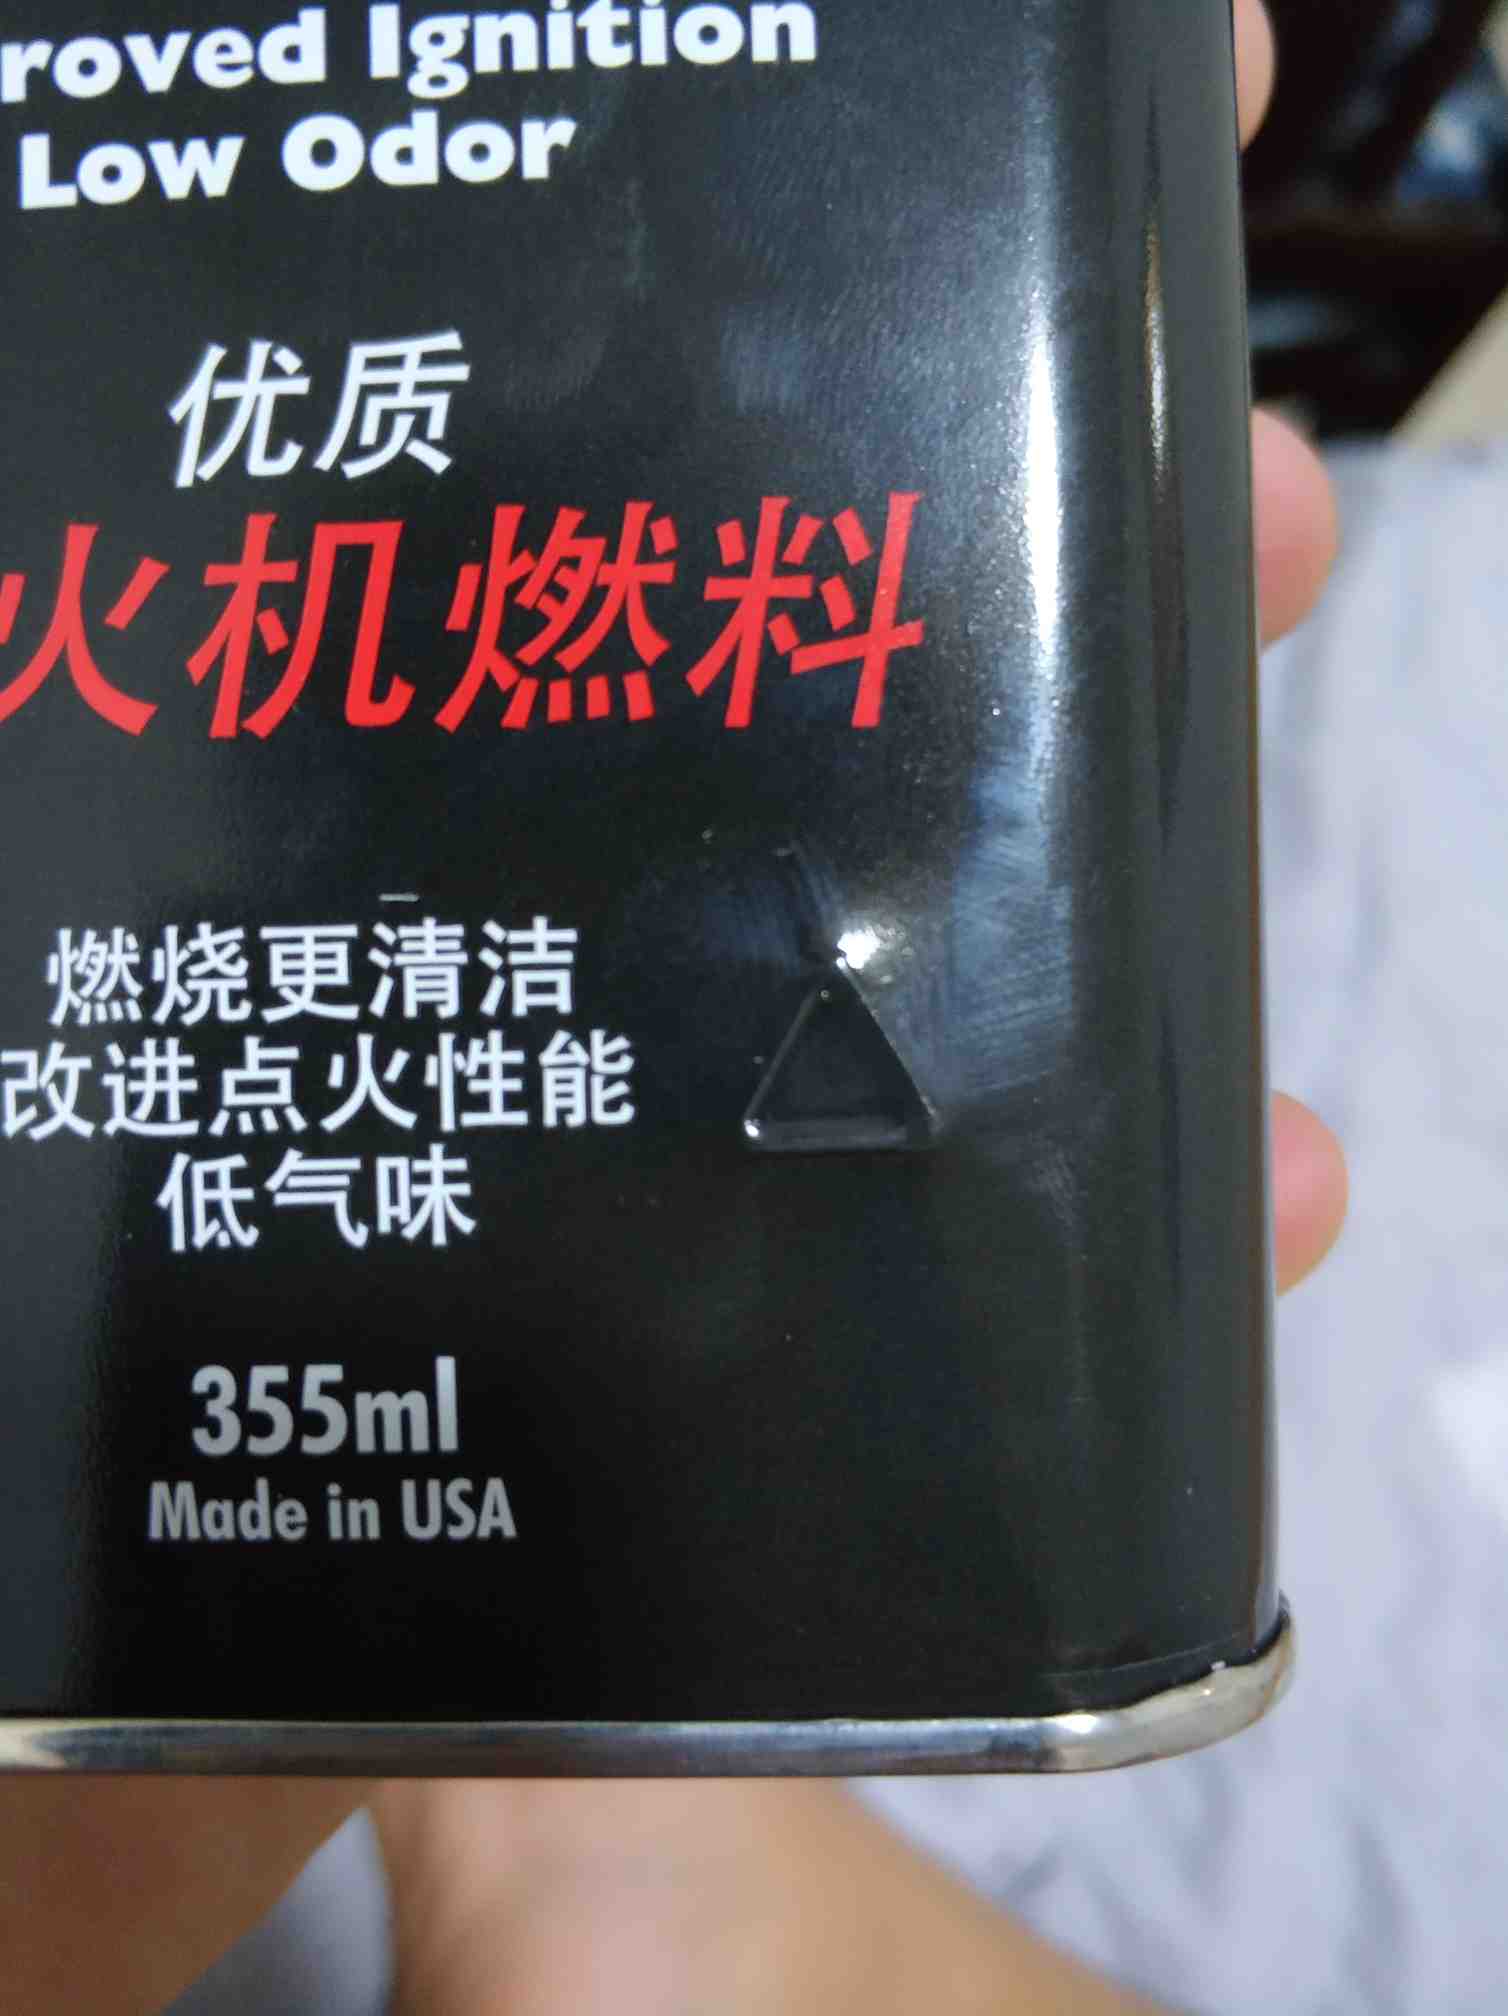 roved Ignition
Low Odor
优质
火机燃料
燃烧更清洁
改进点火性能
低气味
355ml
Made in USA